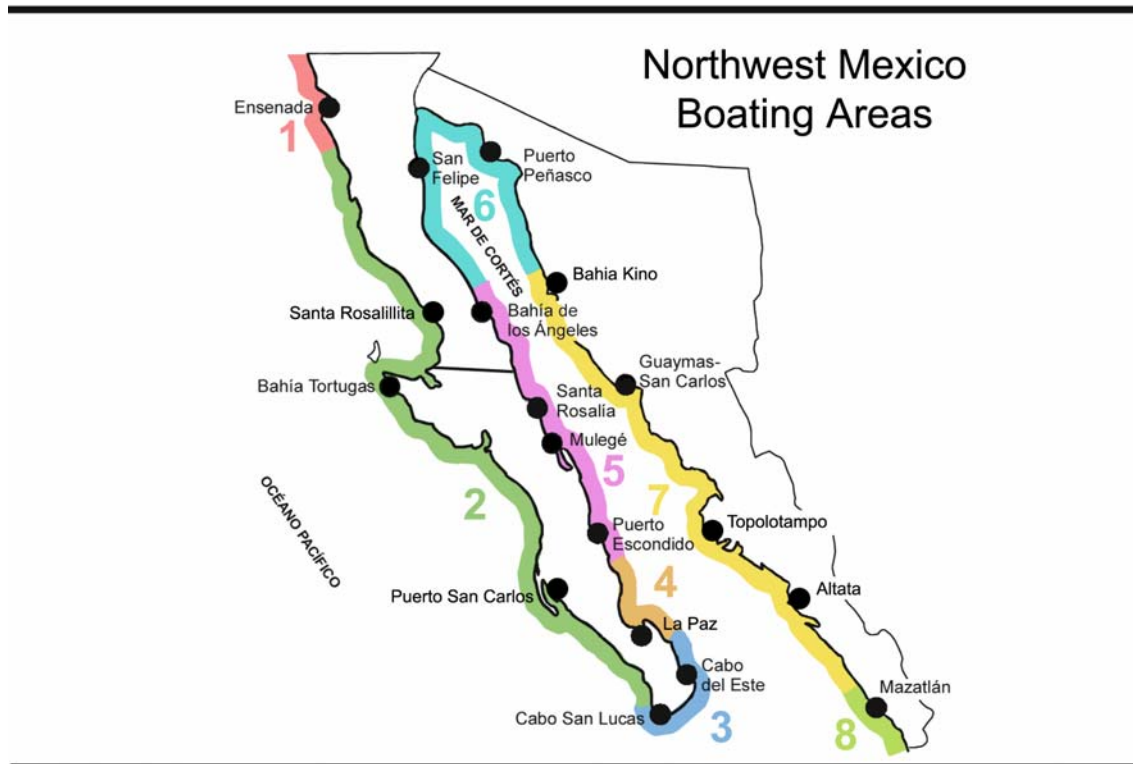 Northwest Mexico
Boating Areas
Ensenada
1
San
Felipe
Puerto
Peñasco
6
MAR DE CORTÉS
Bahia Kino
Santa Rosalillita
Bahía de
los Ángeles
Bahía Tortugas
Guaymas-
San Carlos
Santa
Rosalía
Mulegé
5
2
7
OCÉANO PACÍFICO
Puerto
Escondido
Topolotampo
4
Puerto San Carlos
Altata
La Paz
Cabo
del Este
Mazatlán
Cabo San Lucas
3
8